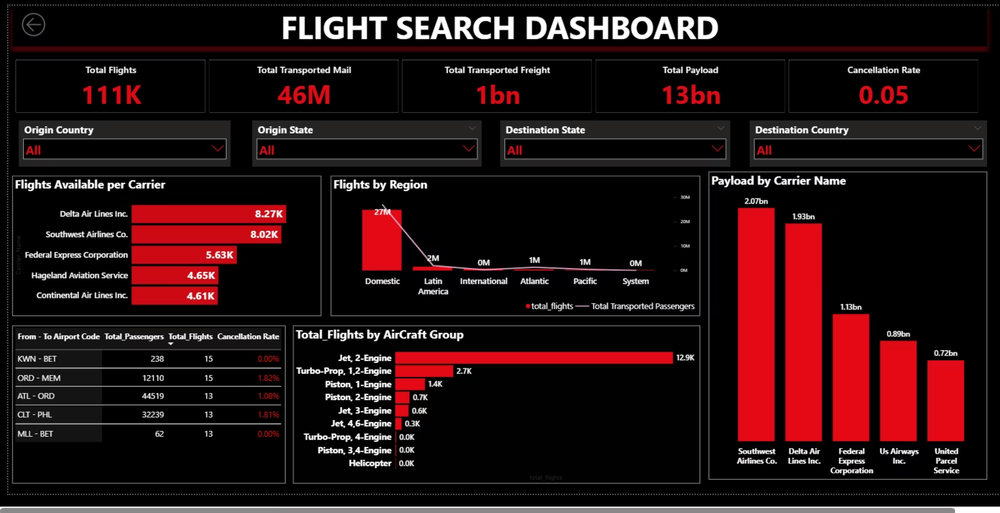 FLIGHT SEARCH DASHBOARD
Total Flights
111K
Total Transported Mail
46M
Total Transported Freight
1bn
Total Payload
13bn
Cancellation Rate
0.05
Origin Country
All
Origin State
All
Destination State
All
Destination Country
All
Flights Available per Carrier
Carrier_Name
Delta Air Lines Inc. 8.27K
Southwest Airlines Co. 8.02K
Federal Express Corporation 5.63K
Hageland Aviation Service 4.65K
Continental Air Lines Inc. 4.61K
Flights by Region
30M
20M
10M
0M
27M 2M 0M 1M 1M 0M
Domestic Latin International Atlantic Pacific System
America
total_flights Total Transported Passengers
Payload by Carrier Name
2.07bn
1.93bn
1.13bn
0.89bn
0.72bn
Southwest Delta Air Federal Us Airways United
Airlines Co. Lines Inc. Express Inc. Parcel
Corporation Service
From - To Airport Code Total_Passengers Total_Flights Cancellation Rate
KWN - BET 238 15 0.00%
ORD - MEM 12110 15 1.82%
ATL - ORD 44519 13 1.08%
CLT - PHL 32239 13 1.81%
MLL - BET 62 13 0.00%
Total_Flights by AirCraft Group
Jet, 2-Engine 12.9K
Turbo-Prop, 1,2-Engine 2.7K
Piston, 1-Engine 1.4K
Piston, 2-Engine 0.7K
Jet, 3-Engine 0.6K
Jet, 4,6-Engine 0.3K
Turbo-Prop, 4-Engine 0.0K
Piston, 3,4-Engine 0.0K
Helicopter 0.0K
total_flights